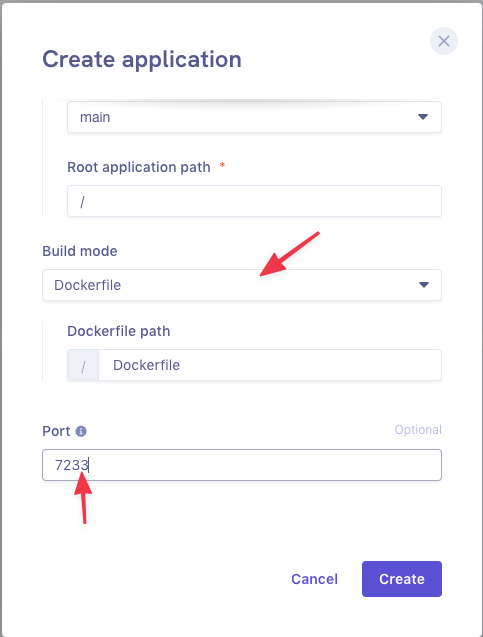 Create application
main
Root application path *
/
Build mode
Dockerfile
Dockerfile path
/ Dockerfile
Port Optional
7233
Cancel Create